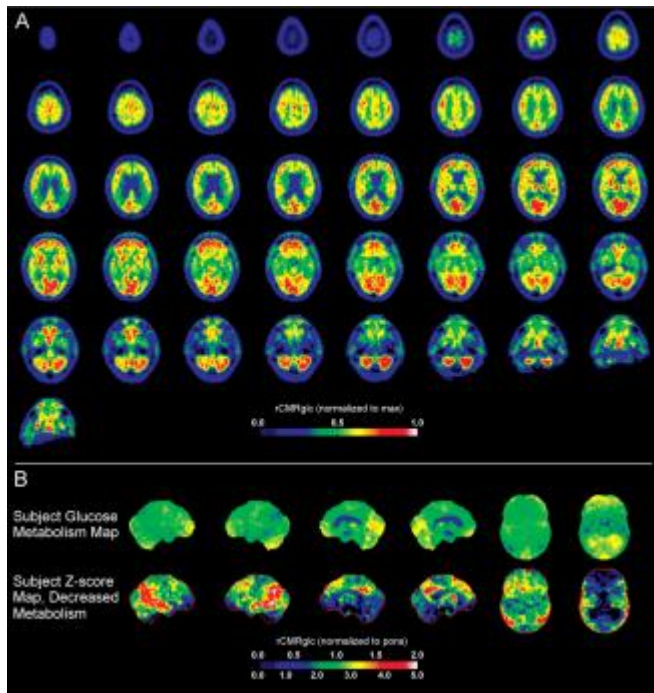 A
rCMRglc (normalized to max)
0.0 0.5 1.0
B
Subject Glucose
Metabolism Map
Subject Z-score
Map, Decreased
Metabolism
rCMRglc (normalized to pons)
0.0 0.5 1.0 1.5 2.0
0.0 1.0 2.0 3.0 4.0 5.0